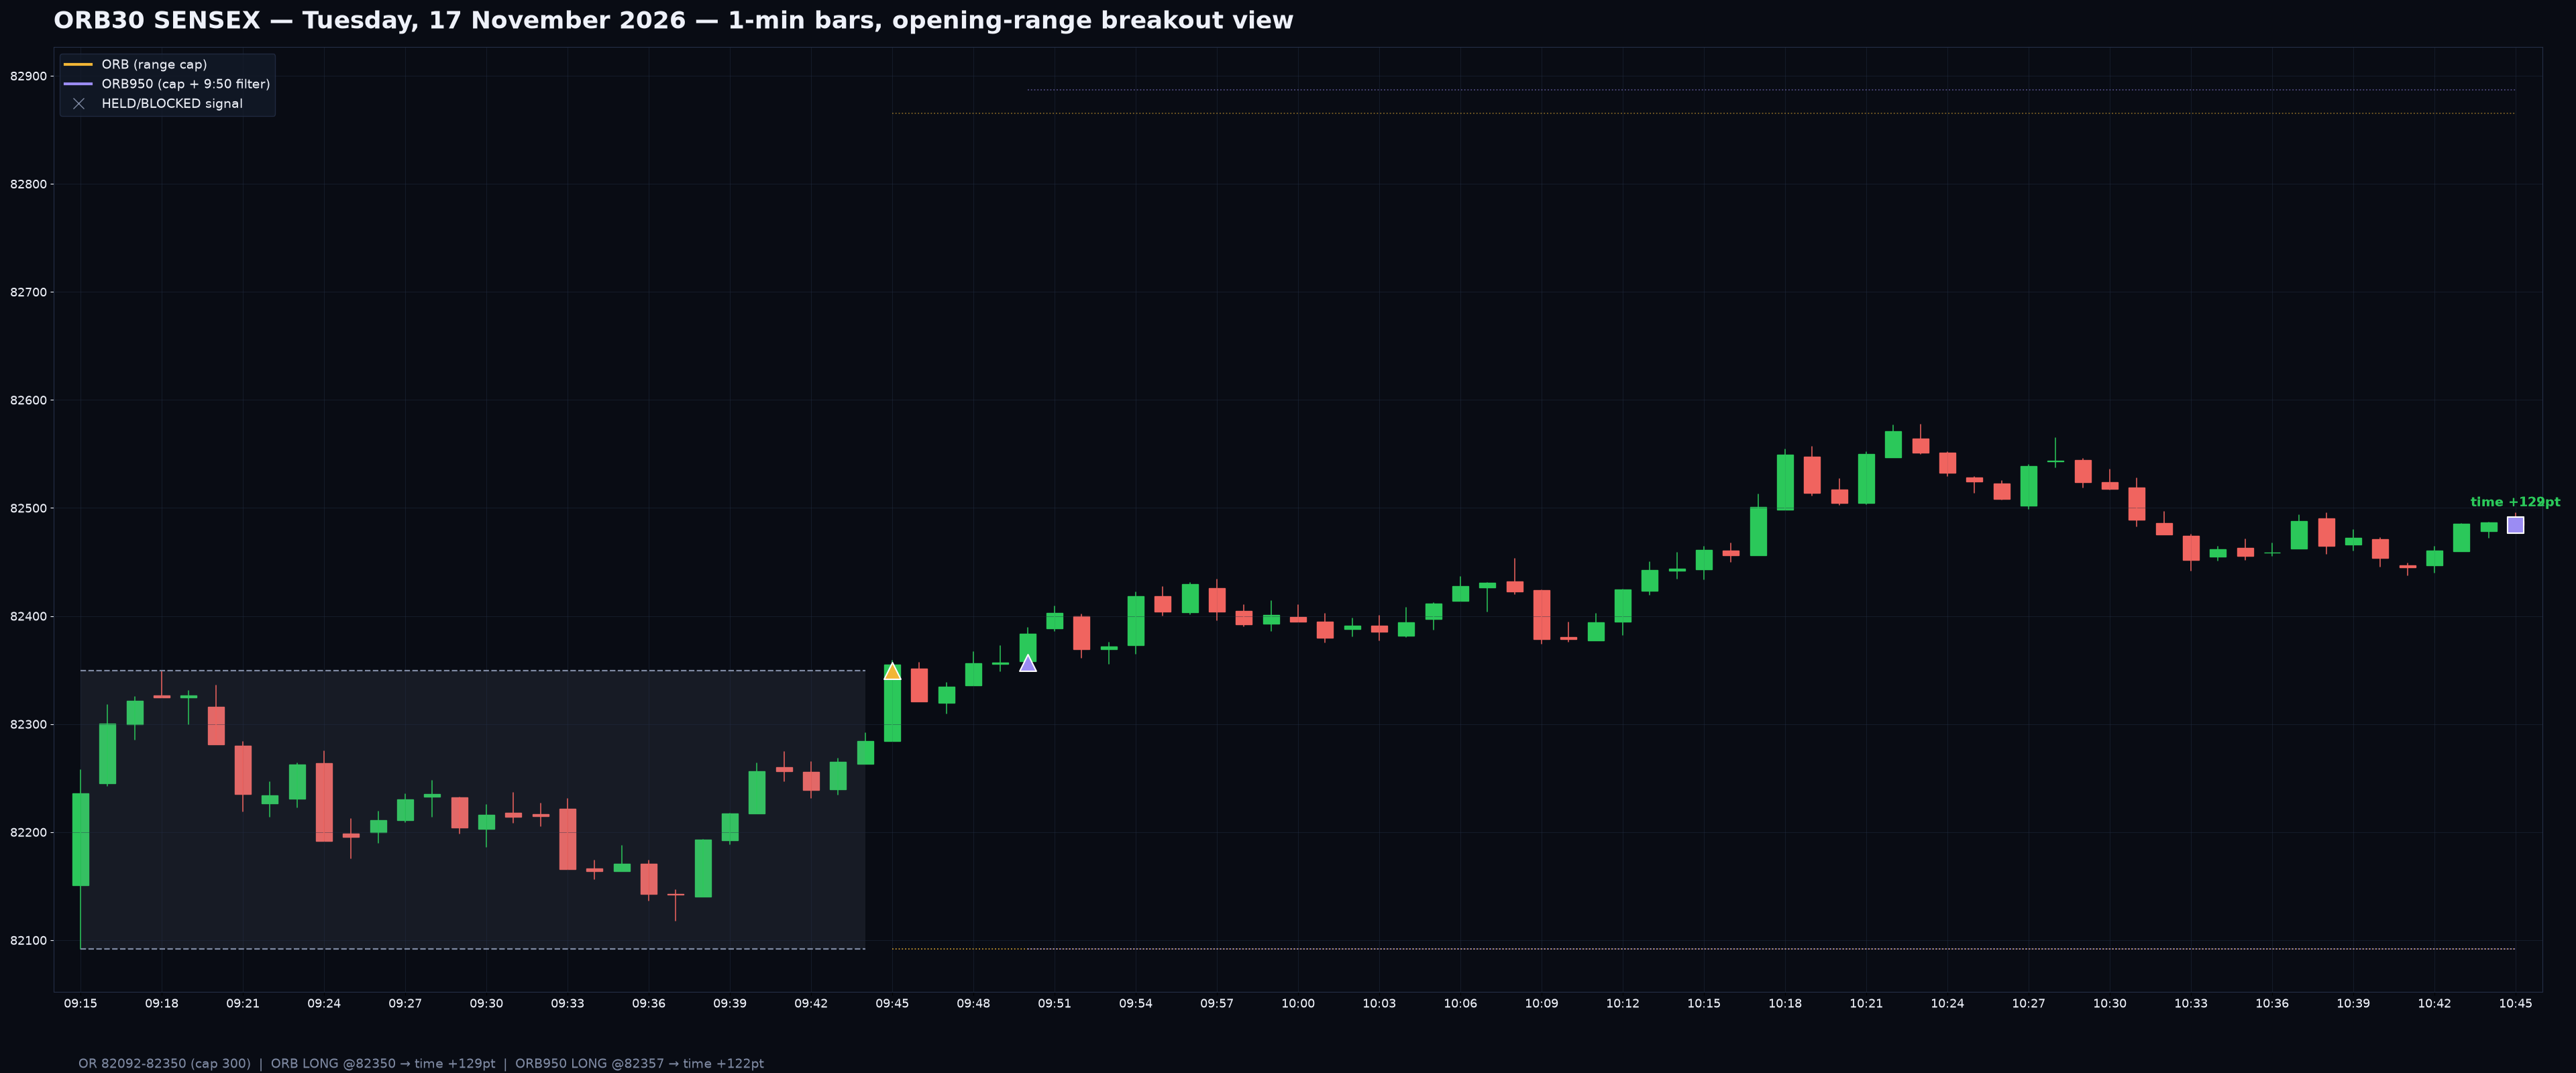 ORB30 SENSEX — Tuesday, 17 November 2026 — 1-min bars, opening-range breakout view
ORB (range cap)
ORB950 (cap + 9:50 filter)
HELD/BLOCKED signal
82900
82800
82700
82600
82500
82400
82300
82200
82100
time +129pt
09:15 09:18 09:21 09:24 09:27 09:30 09:33 09:36 09:39 09:42 09:45 09:48 09:51 09:54 09:57 10:00 10:03 10:06 10:09 10:12 10:15 10:18 10:21 10:24 10:27 10:30 10:33 10:36 10:39 10:42 10:45
OR 82092-82350 (cap 300) | ORB LONG @82350 → time +129pt | ORB950 LONG @82357 → time +122pt